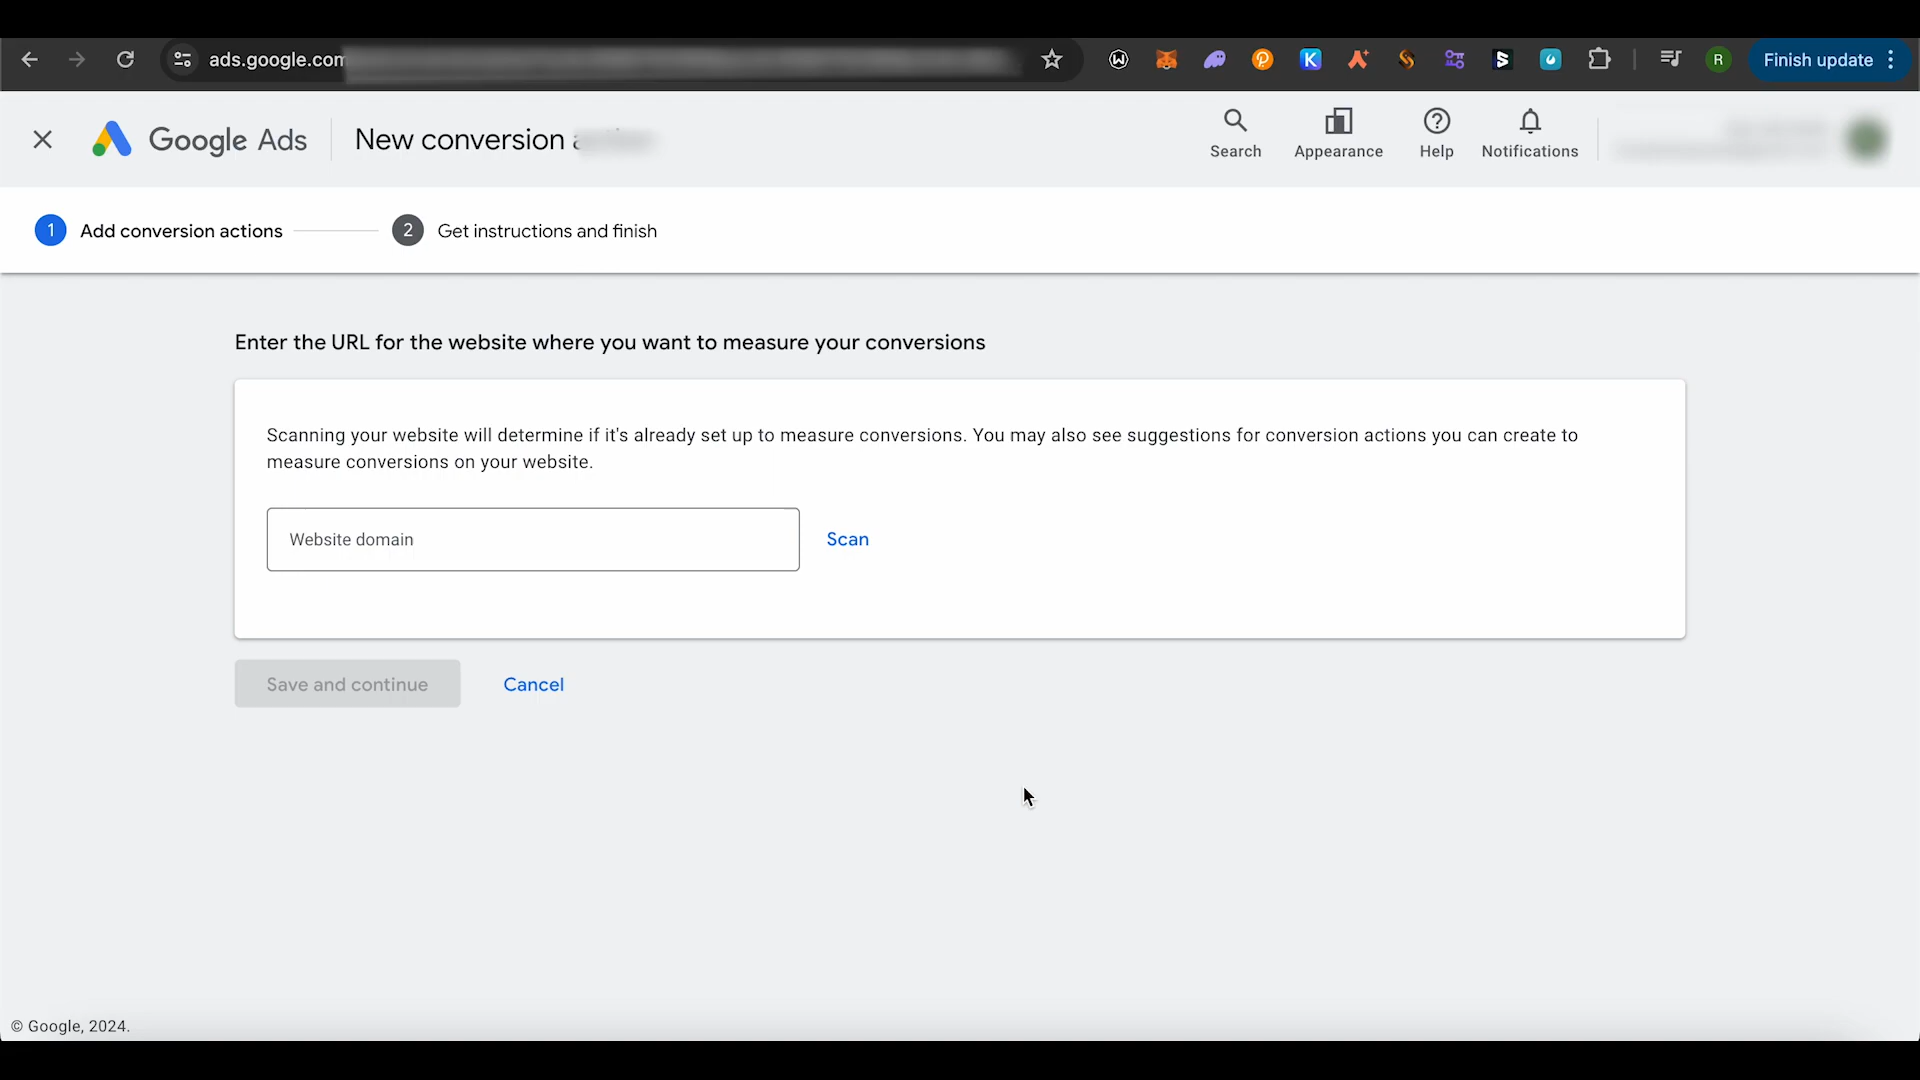 ads.google.com
Finish update
R
Google Ads
New conversion
Search
Appearance
Help
Notifications
1 Add conversion actions
2 Get instructions and finish
Enter the URL for the website where you want to measure your conversions
Scanning your website will determine if it's already set up to measure conversions. You may also see suggestions for conversion actions you can create to
measure conversions on your website.
Website domain
Scan
Save and continue
Cancel
© Google, 2024.